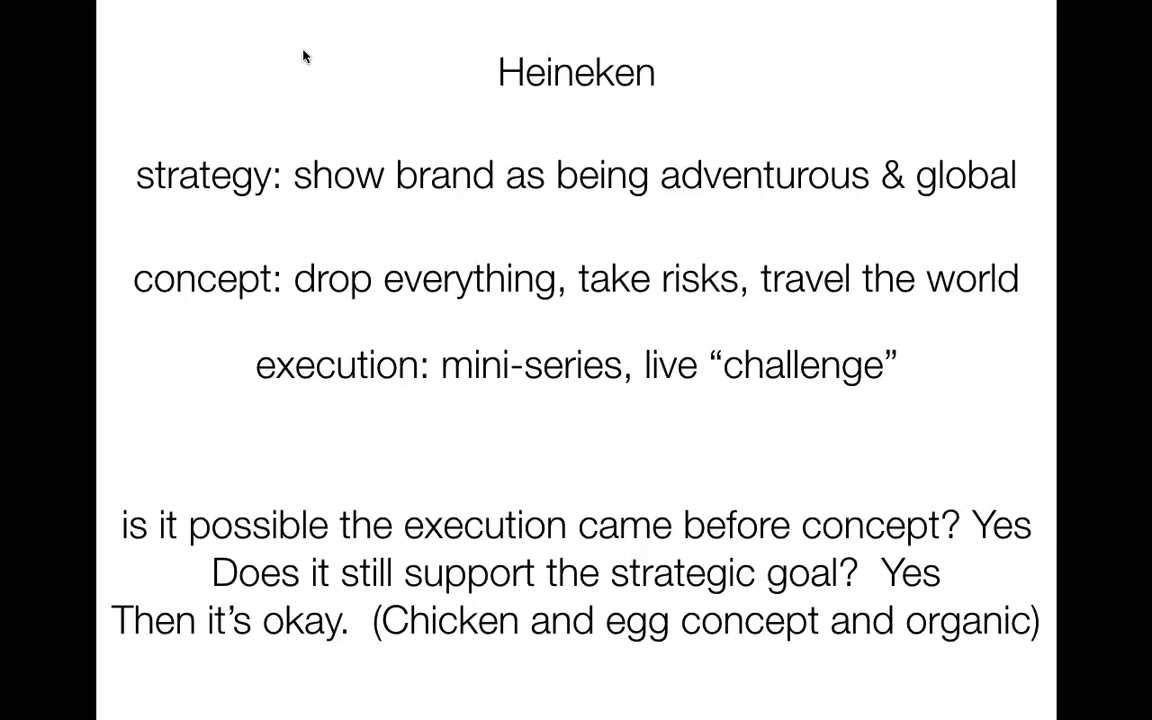 Heineken
strategy: show brand as being adventurous & global
concept: drop everything, take risks, travel the world
execution: mini-series, live “challenge”
is it possible the execution came before concept? Yes
Does it still support the strategic goal?  Yes
Then it’s okay.  (Chicken and egg concept and organic)